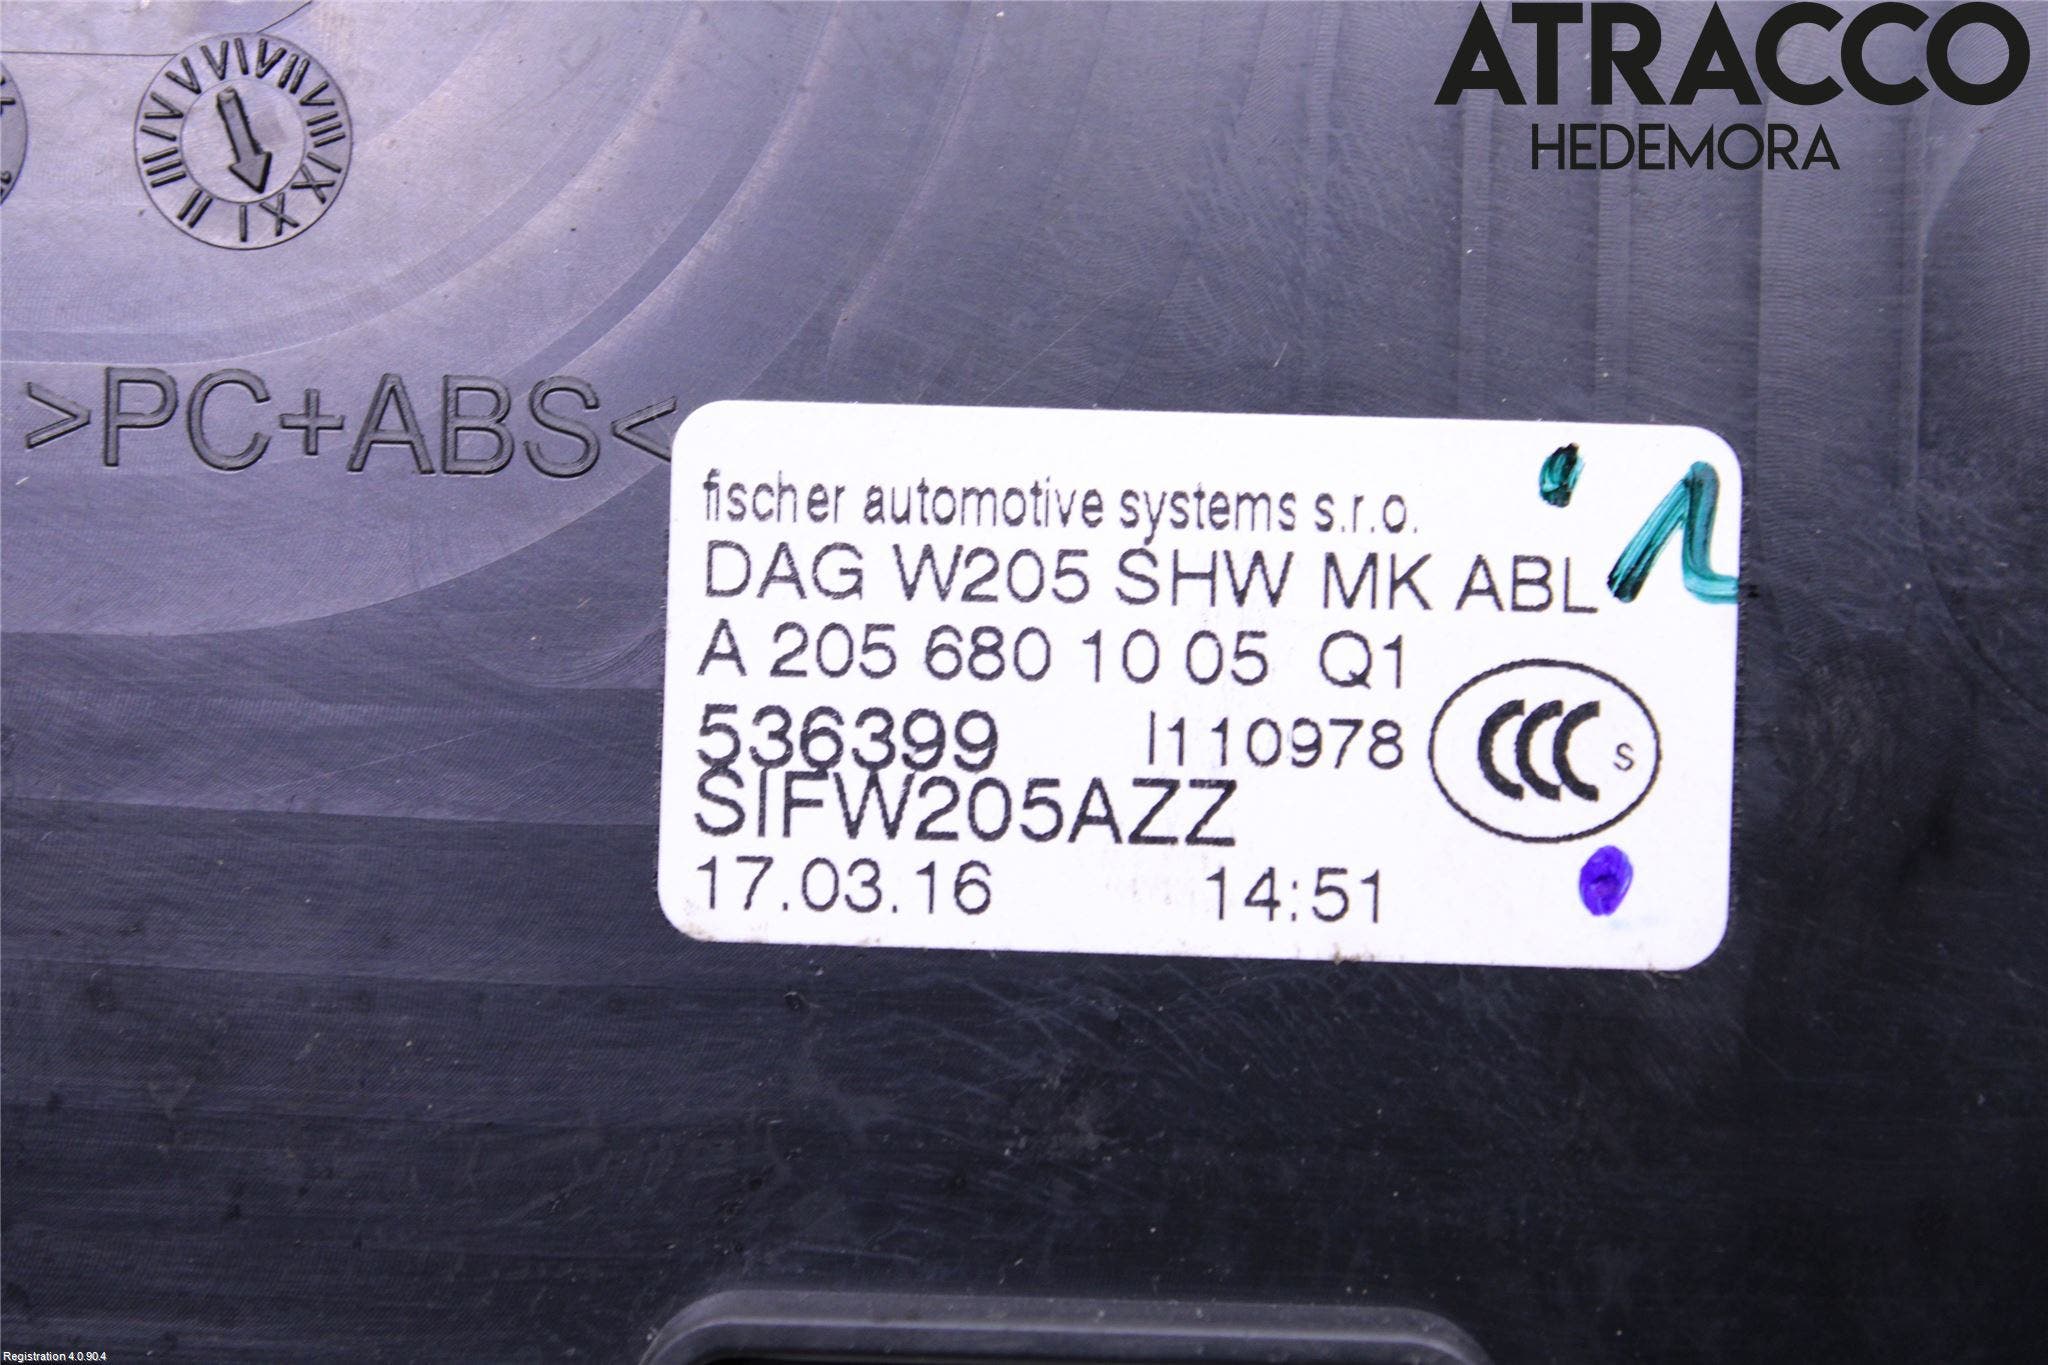 ATRACCO
HEDEMORA
>PC+ABS<
fischer automotive systems s.r.o.
DAG W205 SHW MK ABL
A 205 680 10 05 Q1
536399 I110978
CCC S
SIFW205AZZ
17.03.16 14:51
Registration 4.0.90.4